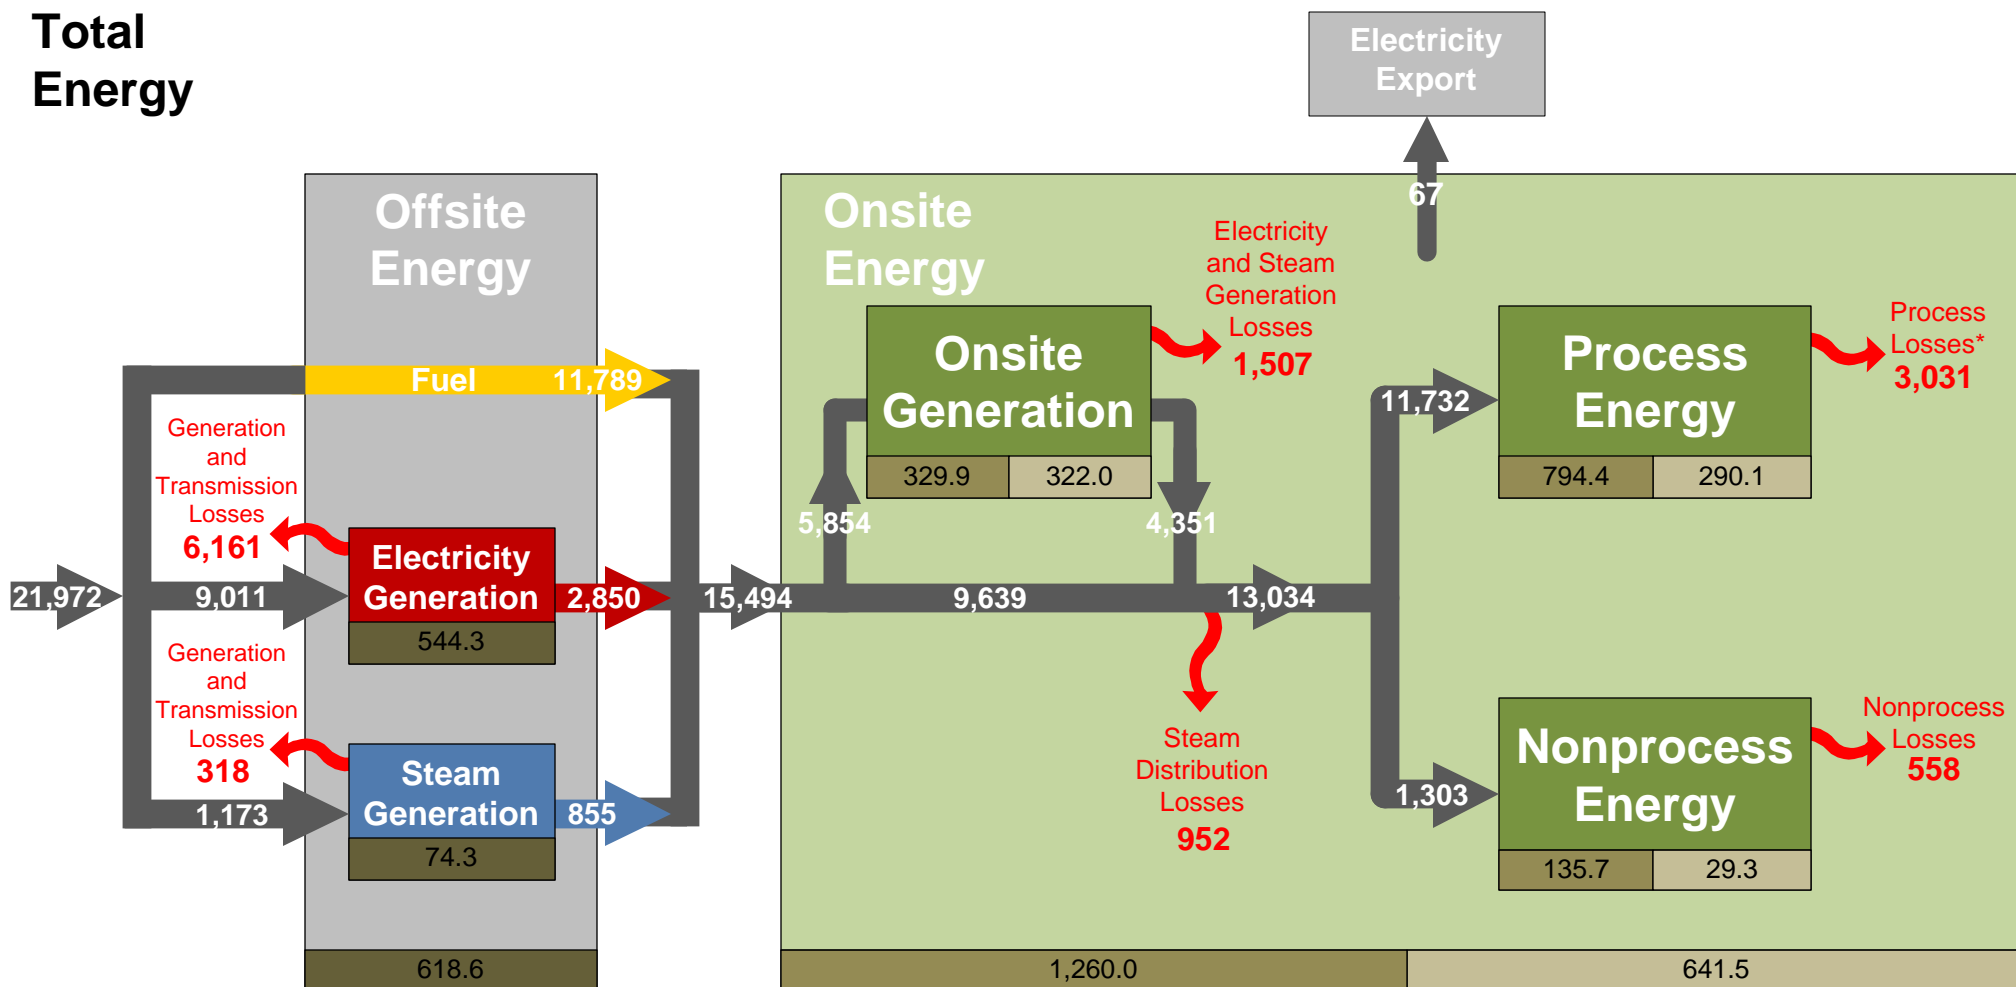 Total
Energy
Electricity
Export
67
Offsite
Energy
Onsite
Energy
Electricity
and Steam
Generation
Losses
1,507
Onsite
Generation
329.9 322.0
Process
Energy
794.4 290.1
Process
Losses*
3,031
Fuel 11,789
11,732
Generation
and
Transmission
Losses
6,161
5,854
4,351
Electricity
Generation
544.3
21,972
9,011
2,850
15,494
9,639
13,034
Generation
and
Transmission
Losses
318
Steam
Generation
74.3
1,173
855
Steam
Distribution
Losses
952
1,303
Nonprocess
Energy
135.7 29.3
Nonprocess
Losses
558
618.6
1,260.0
641.5